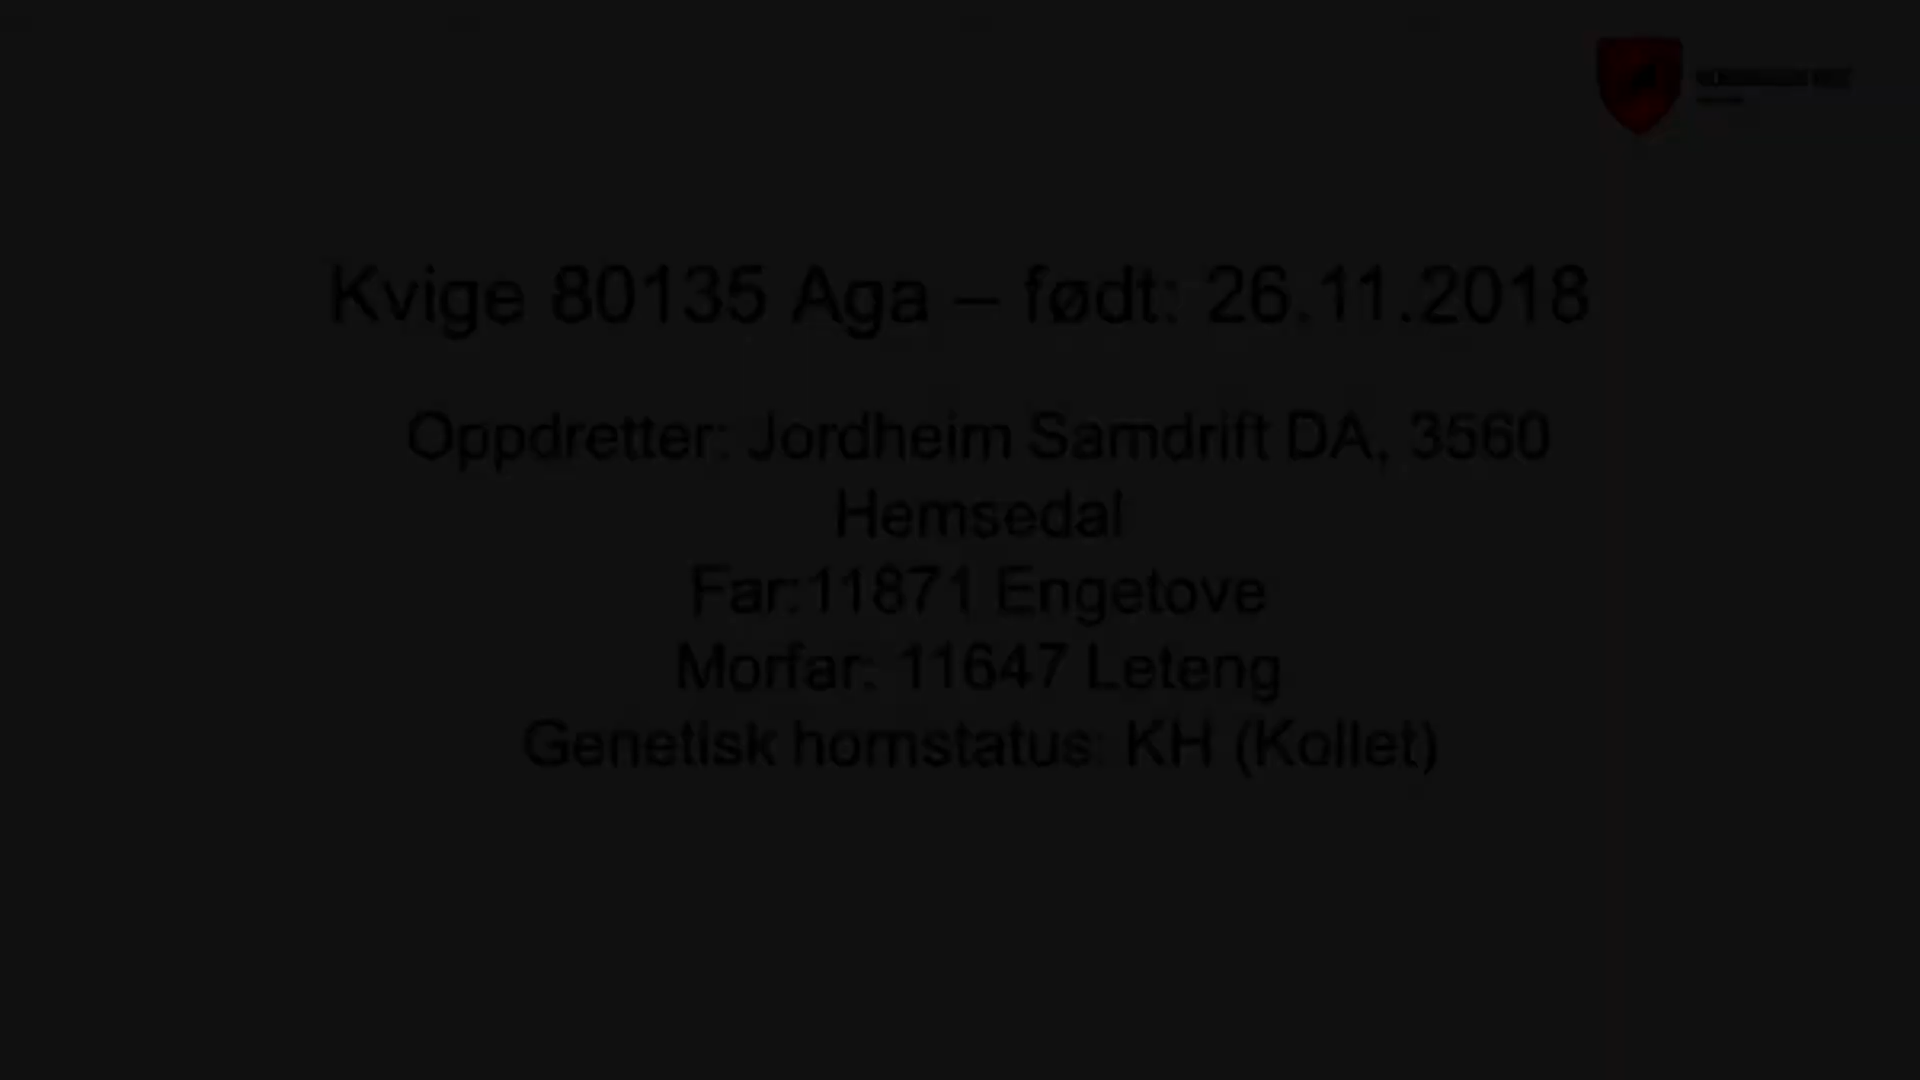 Kvige 80135 Aga – født: 26.11.2018
Oppdretter: Jordheim Samdrift DA, 3560
Hemsedal
Far:11871 Engetove
Morfar: 11647 Leteng
Genetisk hornstatus: KH (Kollet)